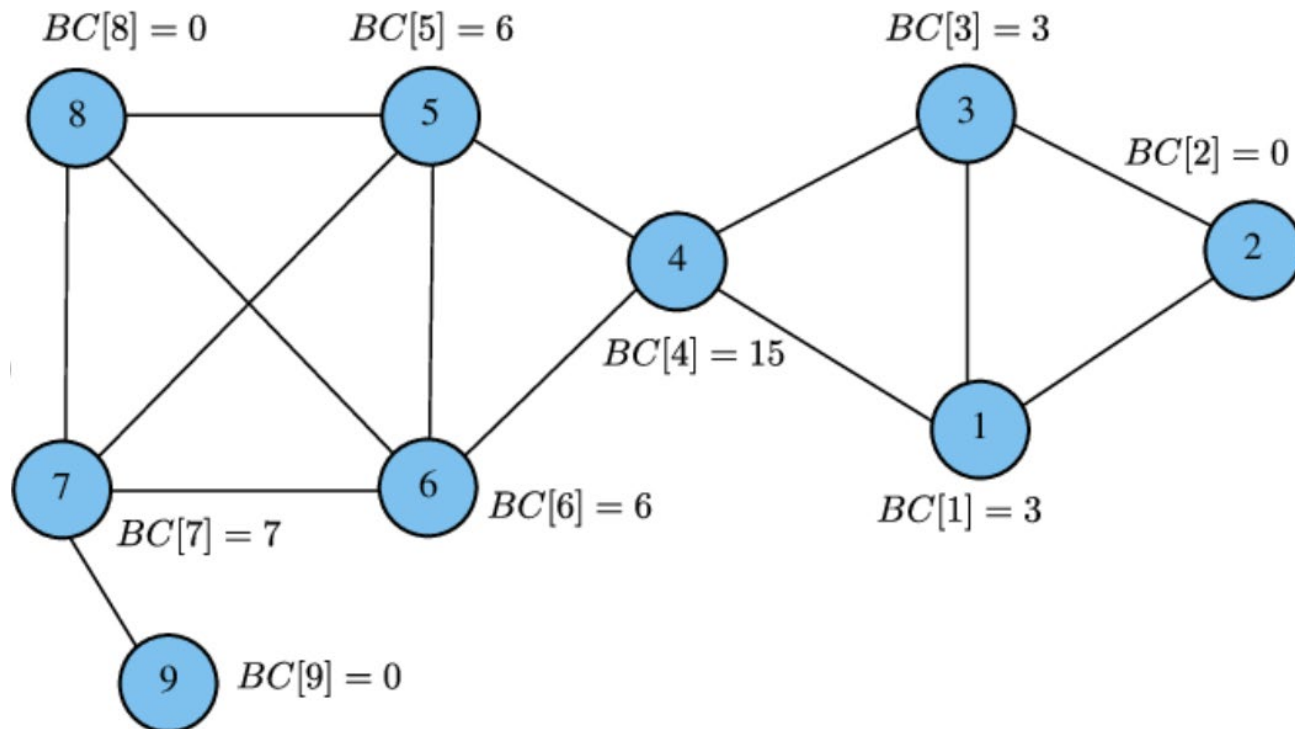 BC[8] = 0
BC[5] = 6
BC[3] = 3
8
5
3
BC[2] = 0
4
2
BC[4] = 15
7
6
1
BC[7] = 7
BC[6] = 6
BC[1] = 3
9
BC[9] = 0